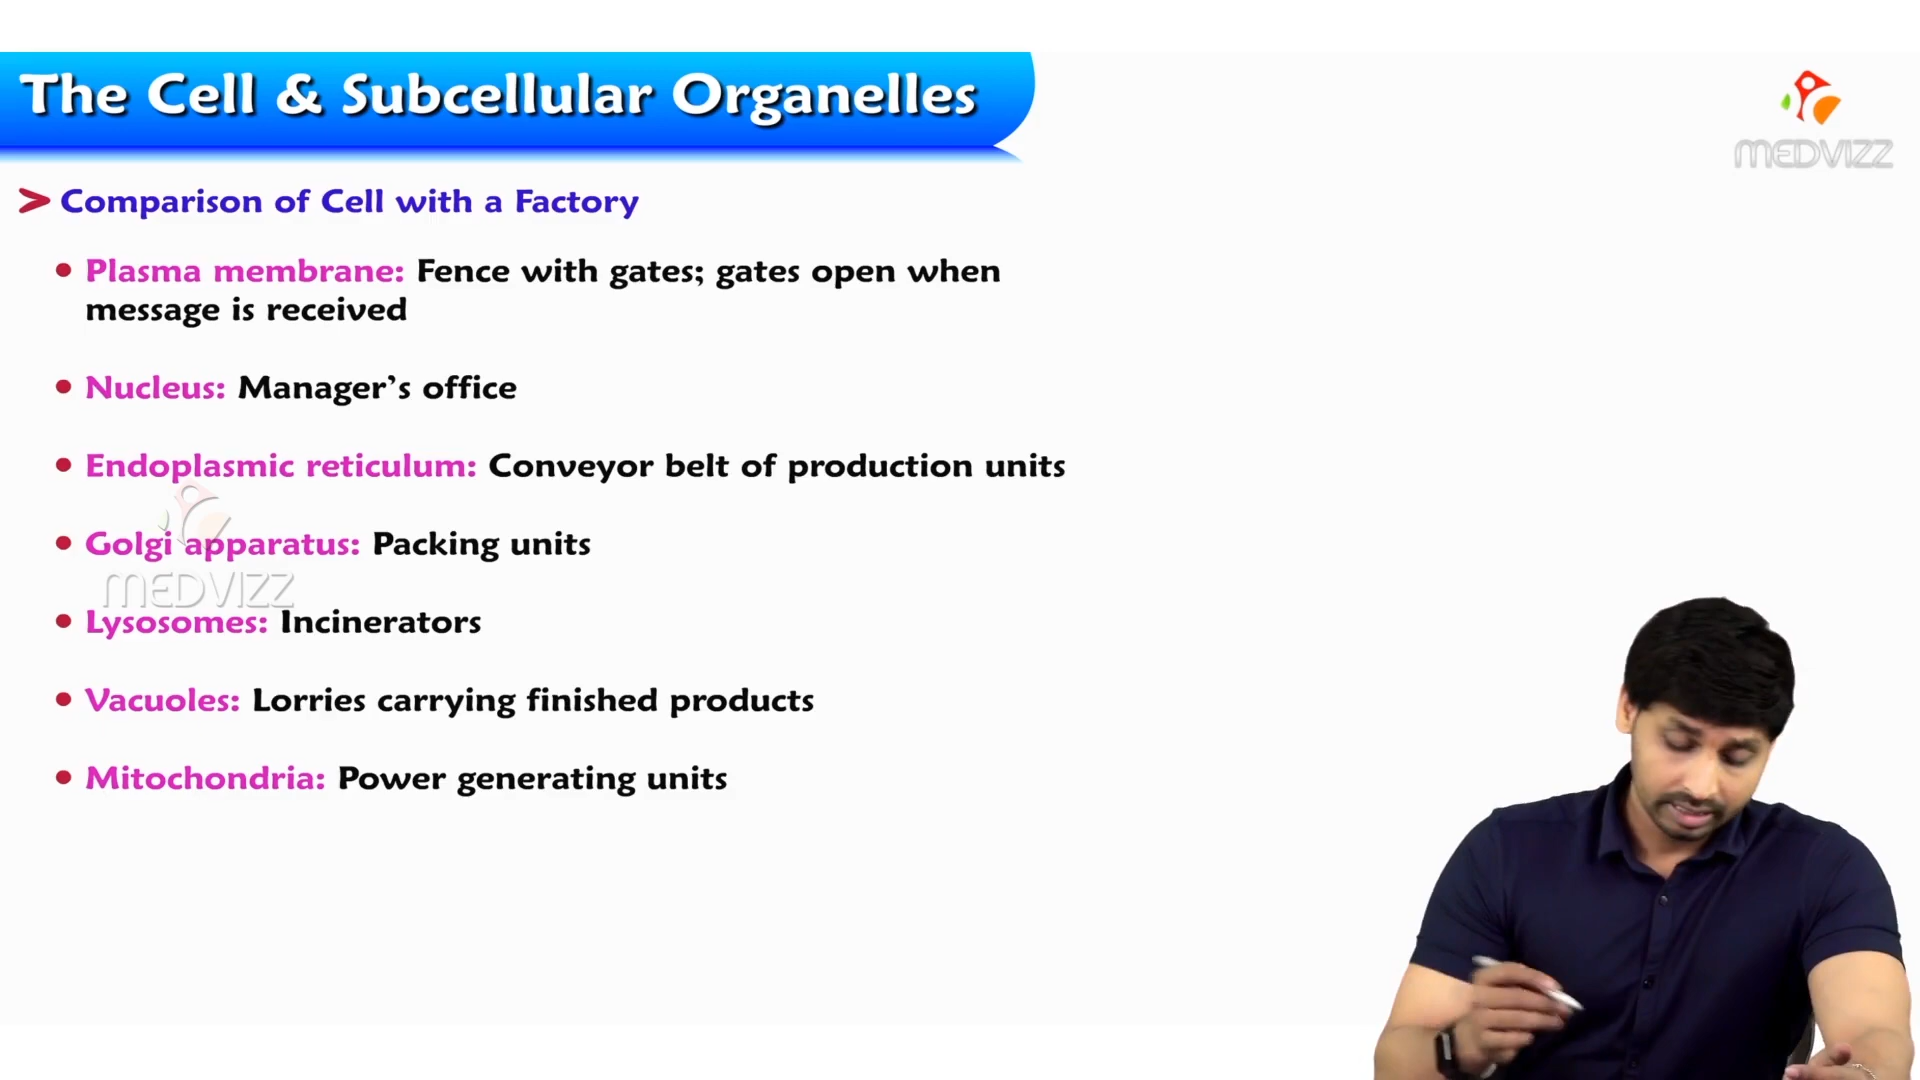 The Cell & Subcellular Organelles
MEDVIZZ
> Comparison of Cell with a Factory
• Plasma membrane: Fence with gates; gates open when
message is received
• Nucleus: Manager’s office
• Endoplasmic reticulum: Conveyor belt of production units
• Golgi apparatus: Packing units
MEDVIZZ
• Lysosomes: Incinerators
• Vacuoles: Lorries carrying finished products
• Mitochondria: Power generating units